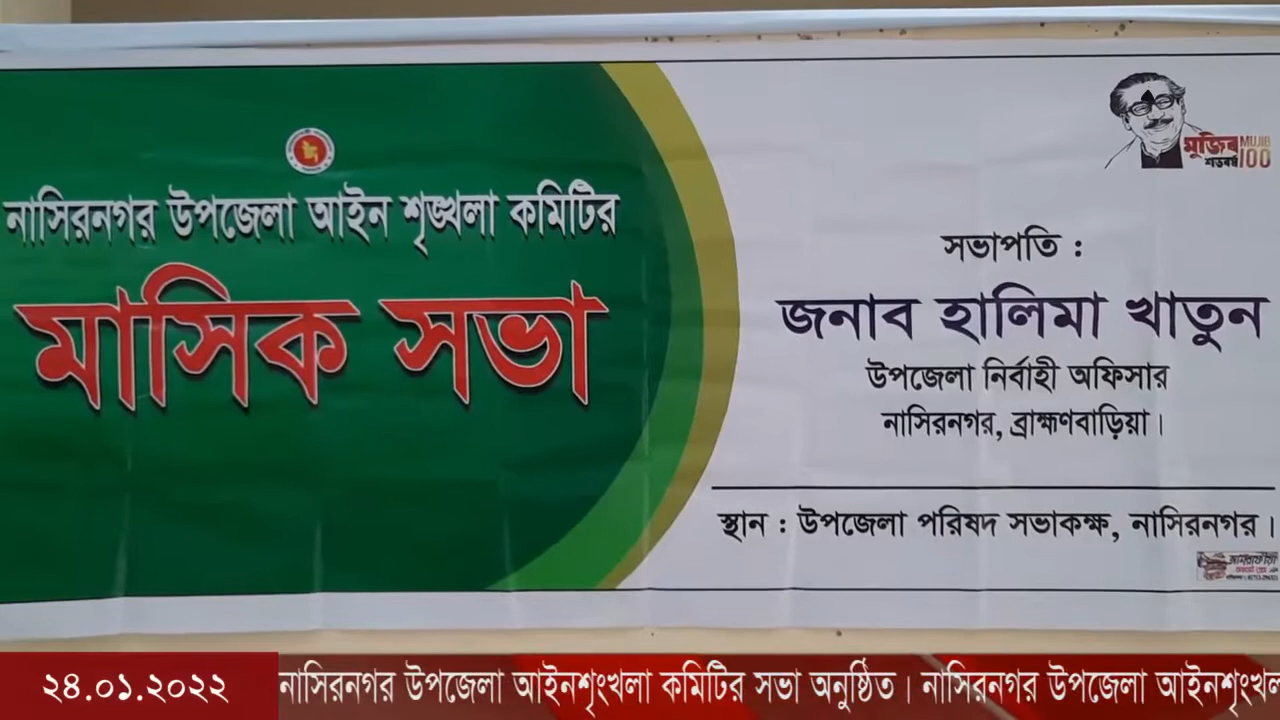 নাসিরনগর উপজেলা আইন শৃঙ্খলা কমিটির
মাসিক সভা
মুজিব MUJIB
শতবর্ষ 100
সভাপতি :
জনাব হালিমা খাতুন
উপজেলা নির্বাহী অফিসার
নাসিরনগর, ব্রাহ্মণবাড়িয়া।
স্থান : উপজেলা পরিষদ সভাকক্ষ, নাসিরনগর।
২৪.০১.২০২২
নাসিরনগর উপজেলা আইনশৃংখলা কমিটির সভা অনুষ্ঠিত। নাসিরনগর উপজেলা আইনশৃংখল